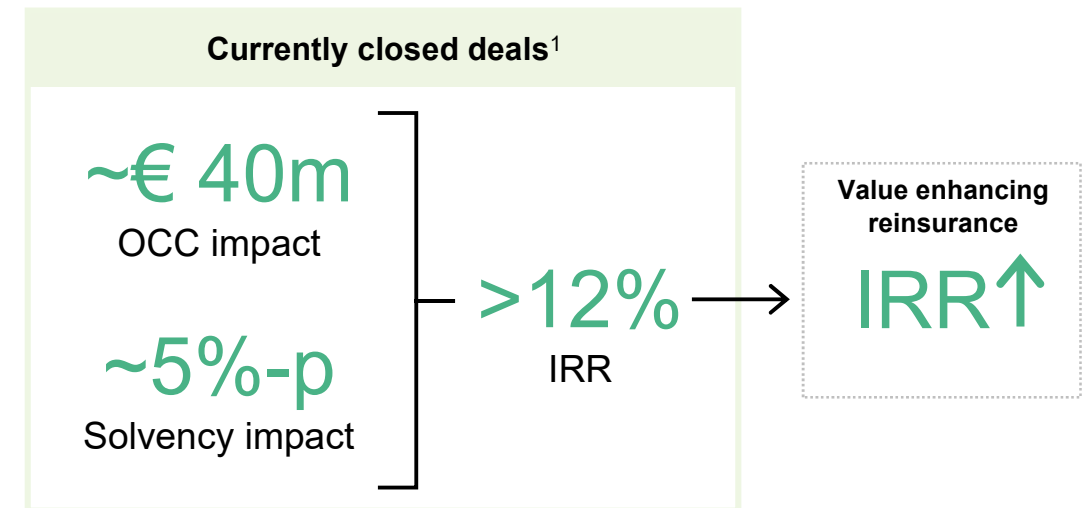 Currently closed deals¹
~€ 40m
OCC impact
~5%-p
Solvency impact
>12%
IRR
Value enhancing
reinsurance
IRR↑